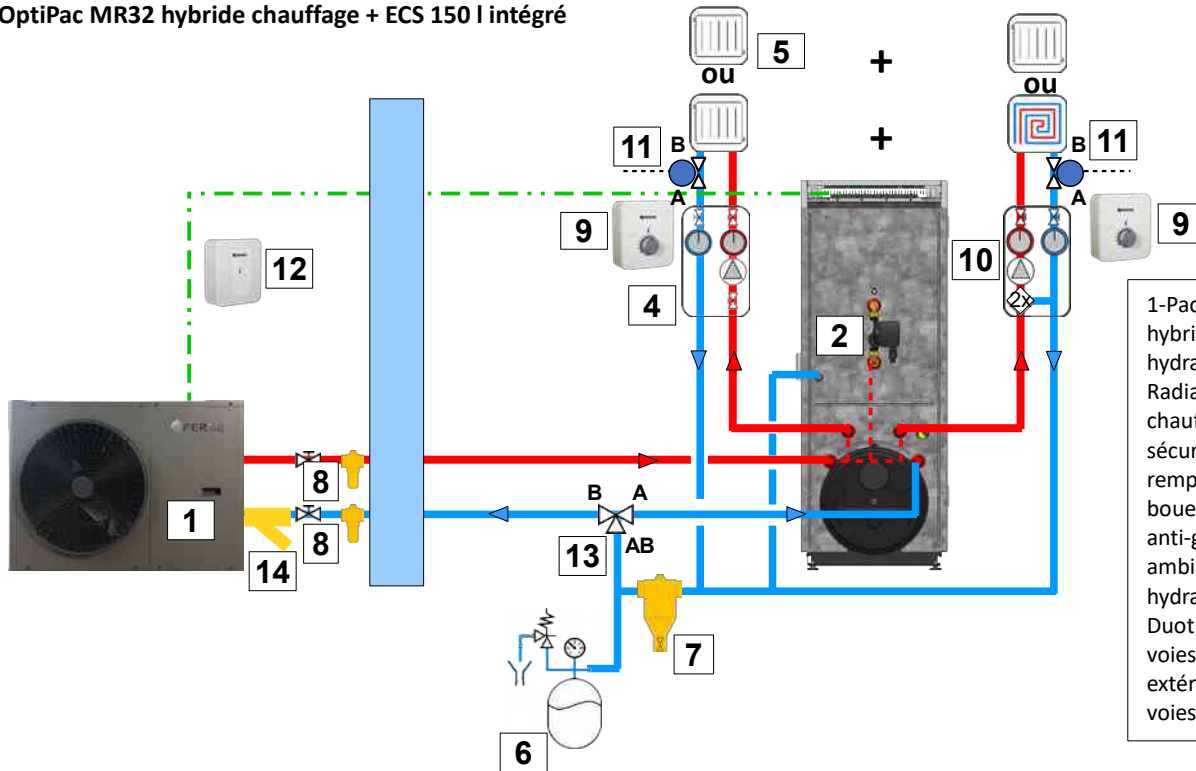 OptiPac MR32 hybride chauffage + ECS 150 l intégré
5
+
ou
ou
+
11
B
A
B
11
A
9
4
10
2x
9
12
2
1-Pac
hybri
hydra
Radia
chauf
sécur
remp
boue
anti-g
ambi
hydra
Duot
voies
extér
voies
8
1
14
8
B
A
AB
13
7
6